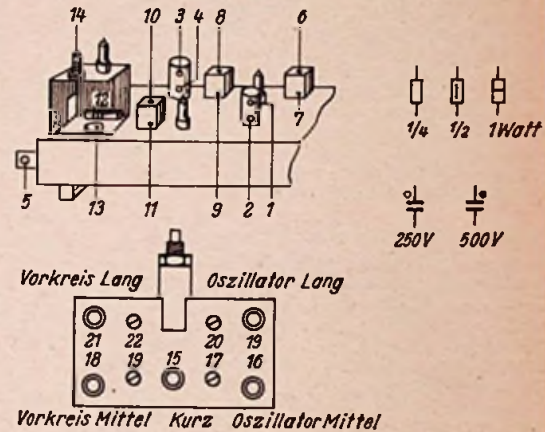 14 10 3 4 8 6
12
7
5 13 11 9 2 1
1/4 1/2 1Watt
250V 500V
Vorkreis Lang Oszillator Lang
21 22 20 19
18 19 15 17 16
Vorkreis Mittel Kurz Oszillator Mittel